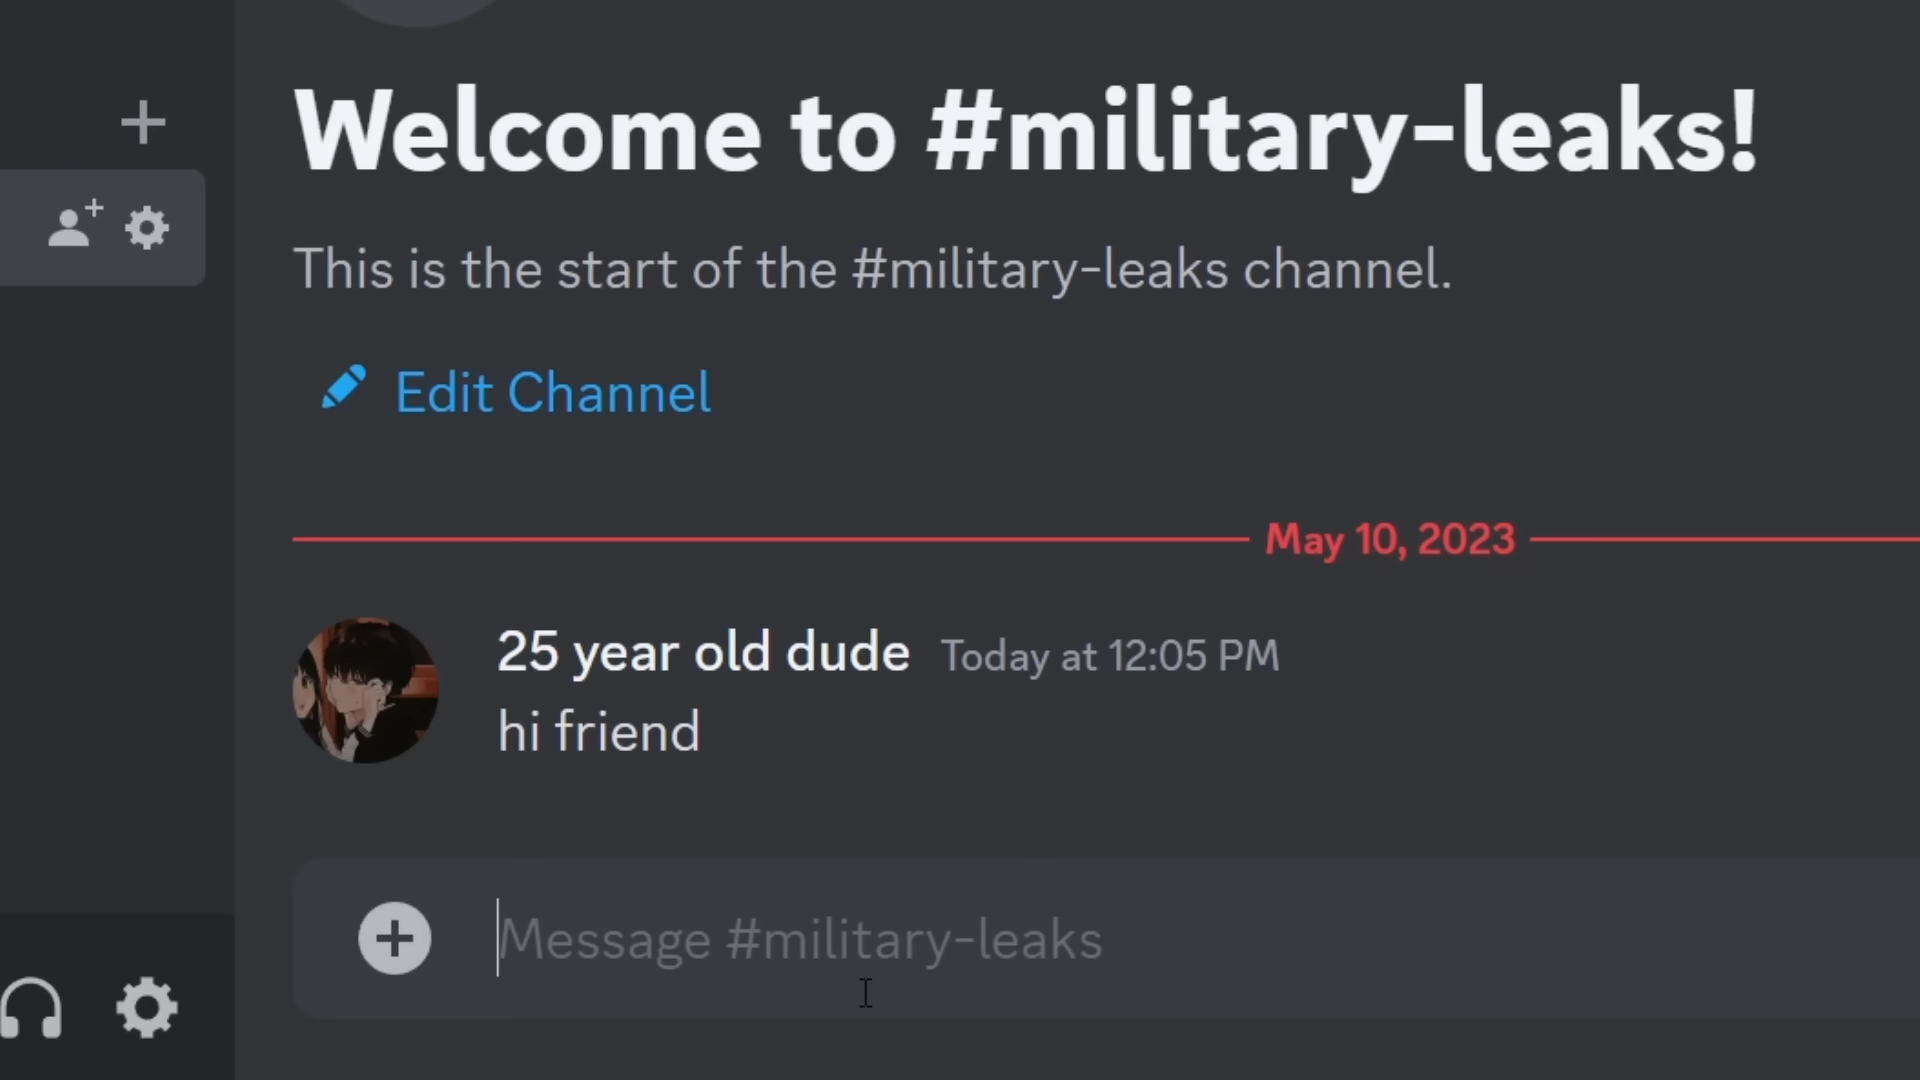 Welcome to #military-leaks!
This is the start of the #military-leaks channel.
Edit Channel
May 10, 2023
25 year old dude Today at 12:05 PM
hi friend
Message #military-leaks